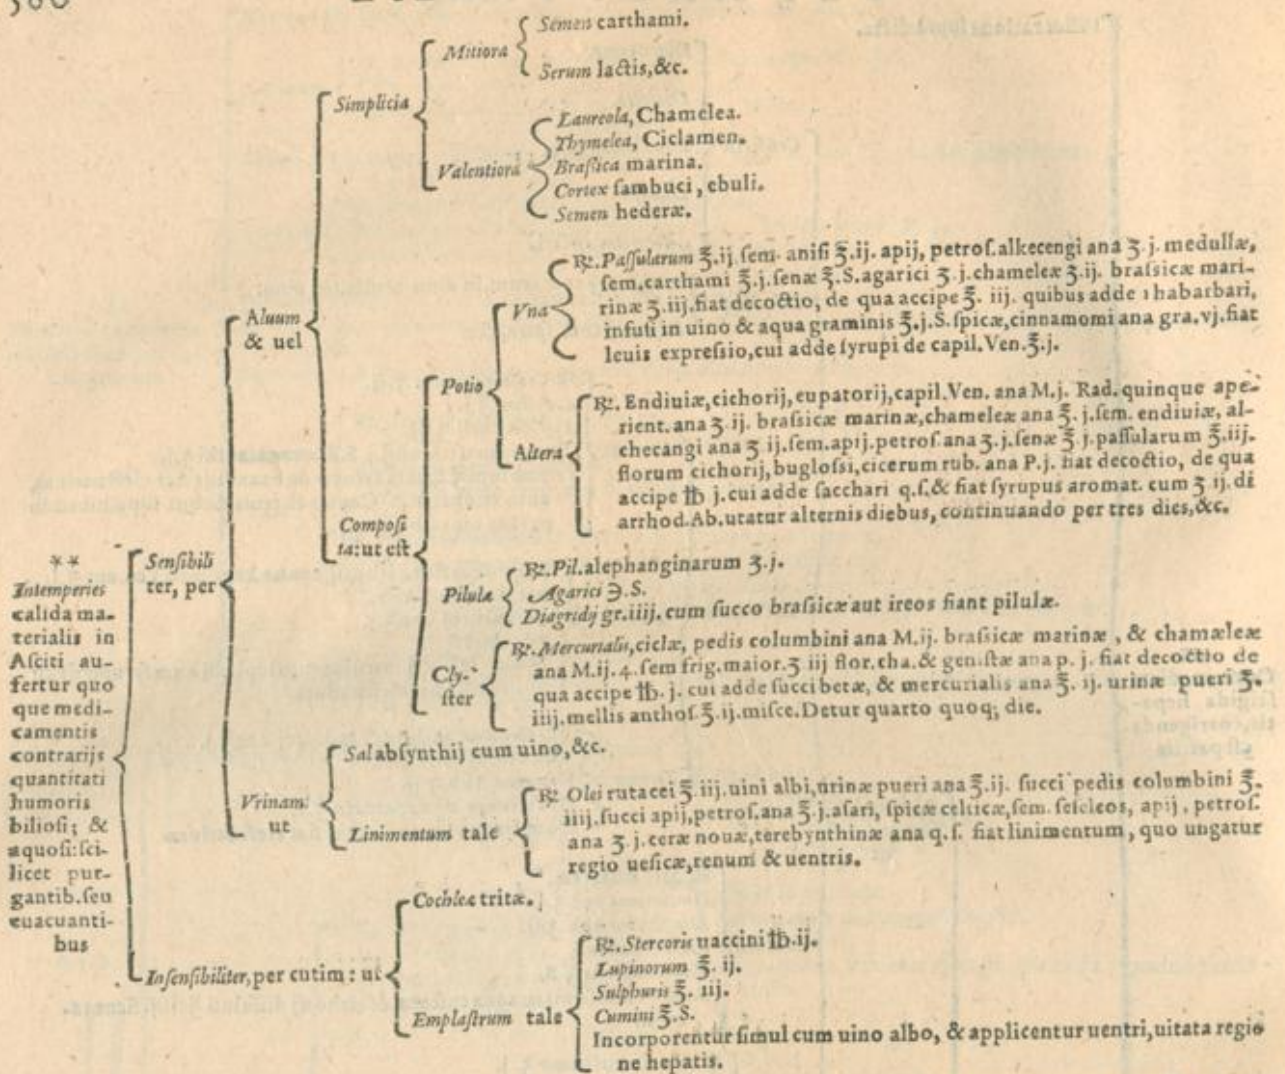 Semen carthami.
Mitiora
Serum lactis, &c.
Simplicia
Laureola, Chamelea.
Thymelea, Ciclamen.
Valentiora
Braſsica marina.
Cortex ſambuci, ebuli.
Semen hederæ.
Aluum
& uel
℞. Paſſularum ℥.ij ſem. aniſi ℥.ij. apij, petroſ.alkecengi ana ʒ.j. medullæ,
ſem.carthami ℥.j.ſenæ ℥.S.agarici ʒ.j.chameleæ ʒ.ij. braſsicæ mari-
Vna
rinæ ʒ.iij.fiat decoctio, de qua accipe ℥. iij. quibus adde rhabarbari,
infuſi in uino & aqua graminis ℥.j.S.ſpicæ,cinnamomi ana gra.vj.fiat
leuis expreſsio,cui adde ſyrupi de capil.Ven.℥.j.
Potio
℞. Endiuiæ,cichorij,eupatorij,capil.Ven. ana M.j. Rad.quinque ape-
rient.ana ʒ.ij. braſsicæ marinæ,chameleæ ana ℥.j.ſem. endiuiæ, al-
Altera
checangi ana ʒ ij.ſem.apij.petroſ.ana ʒ.j.ſenæ ℥.j.paſſularum ℥.iij.
florum cichorij,bugloſsi,cicerum rub. ana P.j. fiat decoctio, de qua
accipe ℔ j.cui adde ſacchari q.ſ.& fiat ſyrupus aromat. cum ʒ ij.di
arrhod.Ab.utatur alternis diebus, continuando per tres dies,&c.
Compoſi
ta:ut eſt
℞.Pil.alephanginarum ʒ.j.
Pilulæ
Agarici ℈.S.
Diagridij gr.iiij. cum ſucco braſsicæ aut ireos fiant pilulæ.
℞.Mercurialis,ciclæ, pedis columbini ana M.ij. braſsicæ marinæ, & chamæleæ
ana M.ij.4.ſem frig.maior.ʒ iij flor.cha.& geniſtæ ana p. j. fiat decoctio de
Cly-
ſter
qua accipe ℔. j. cui adde ſucci betæ, & mercurialis ana ℥. ij. urinæ pueri ℥.
iiij.mellis anthoſ.℥.ij.miſce.Detur quarto quoq; die.
Senſibili
ter, per
Sal abſynthij cum uino,&c.
Vrinam:
ut
℞ Olei rutacei ℥ iij.uini albi,urinæ pueri ana ℥.ij. ſucci pedis columbini ℥.
iiij.ſucci apij,petroſ.ana ℥.j.aſari, ſpicæ celticæ,ſem. ſeſeleos, apij, petroſ.
Linimentum tale
ana ʒ.j.ceræ nouæ,terebynthinæ ana q.ſ. fiat linimentum, quo ungatur
regio ueſicæ,renum & uentris.
**
Intemperies
calida ma-
terialis in
Aſciti au-
fertur quo
que medi-
camentis
contrarijs
quantitati
humoris
bilioſi; &
aquoſi:ſci-
licet pur-
gantib.ſeu
euacuanti-
bus
Cochleæ tritæ.
Inſenſibiliter, per cutim: ut
℞.Stercoris uaccini ℔.ij.
Lupinorum ℥. ij.
Sulphuris ℥. iij.
Emplaſtrum tale
Cumini ℥.S.
Incorporentur ſimul cum uino albo, & applicentur uentri,uitata regio
ne hepatis.